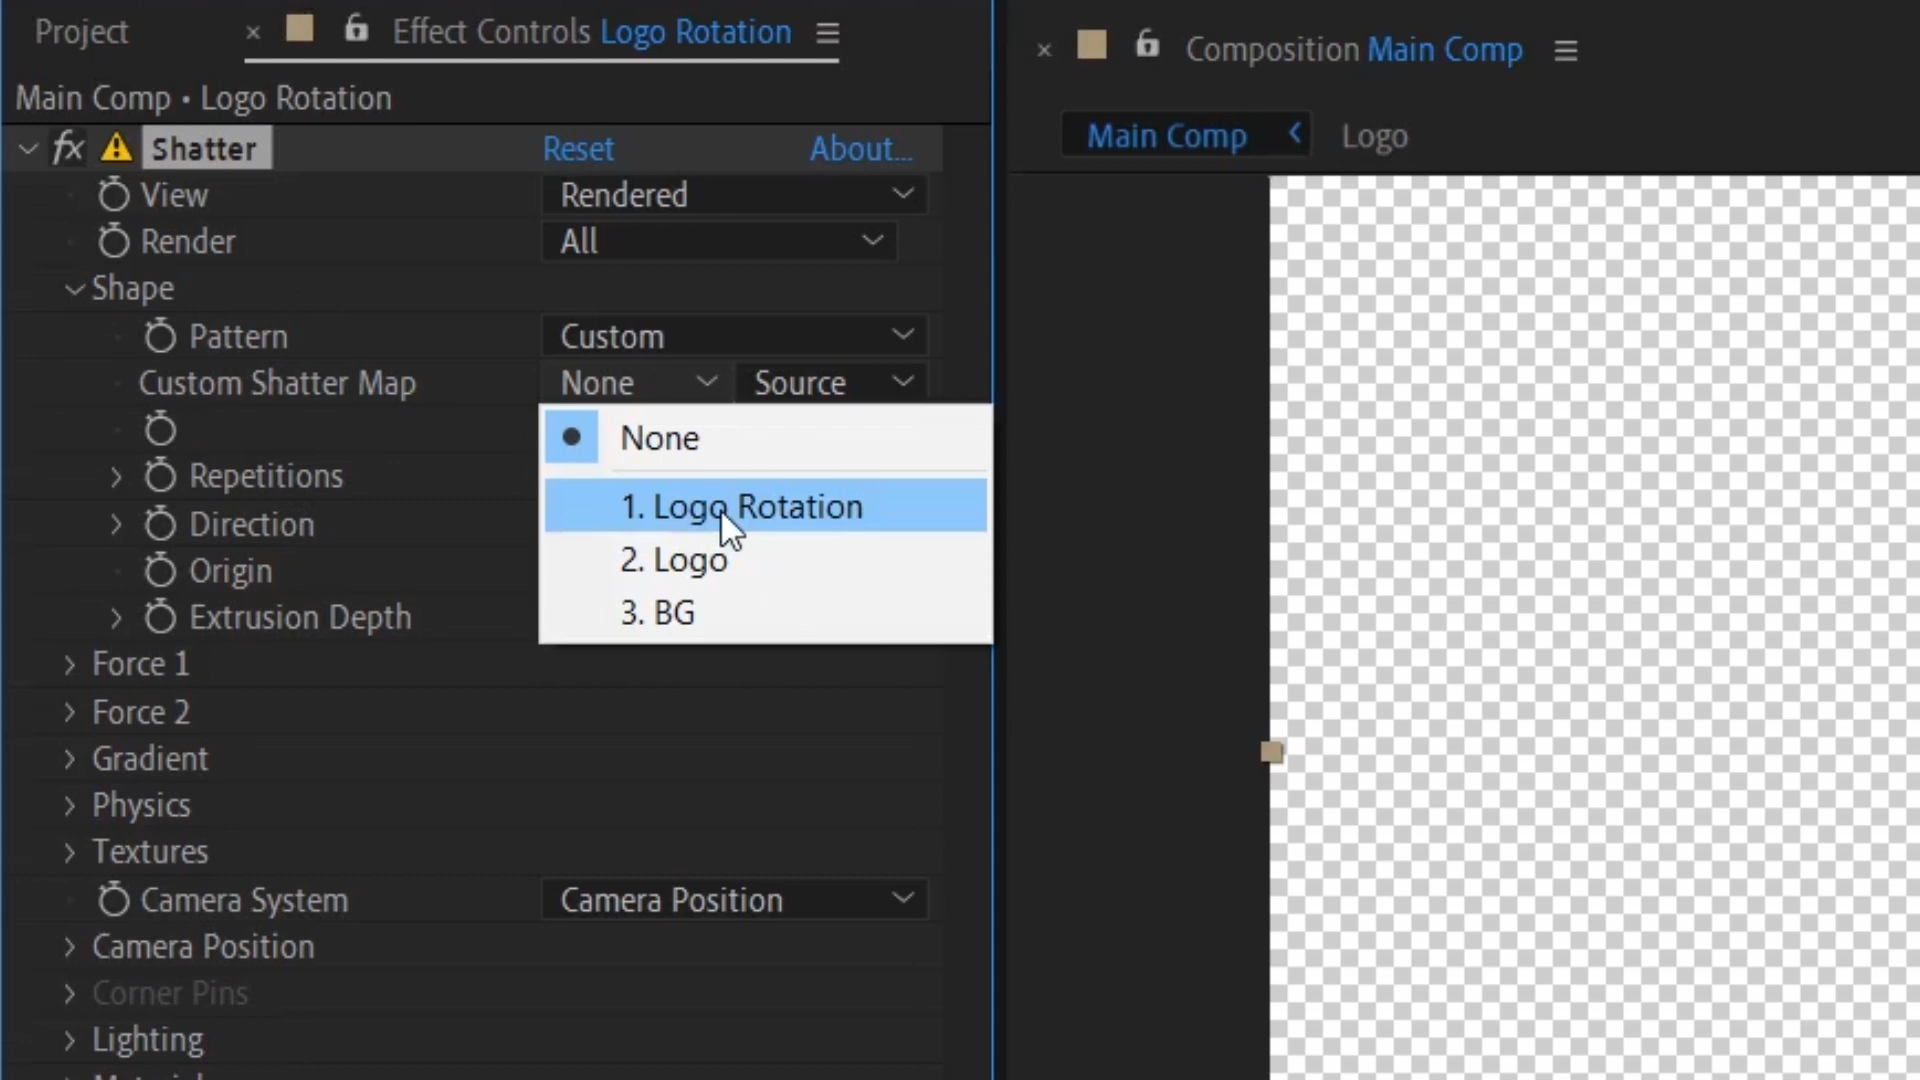 Project
× Effect Controls Logo Rotation
Main Comp • Logo Rotation
fx Shatter Reset About...
View Rendered
Render All
Shape
Pattern Custom
Custom Shatter Map None Source
Repetitions
Direction
Origin
Extrusion Depth
None
1. Logo Rotation
2. Logo
3. BG
Force 1
Force 2
Gradient
Physics
Textures
Camera System Camera Position
Camera Position
Corner Pins
Lighting
× Composition Main Comp
Main Comp Logo